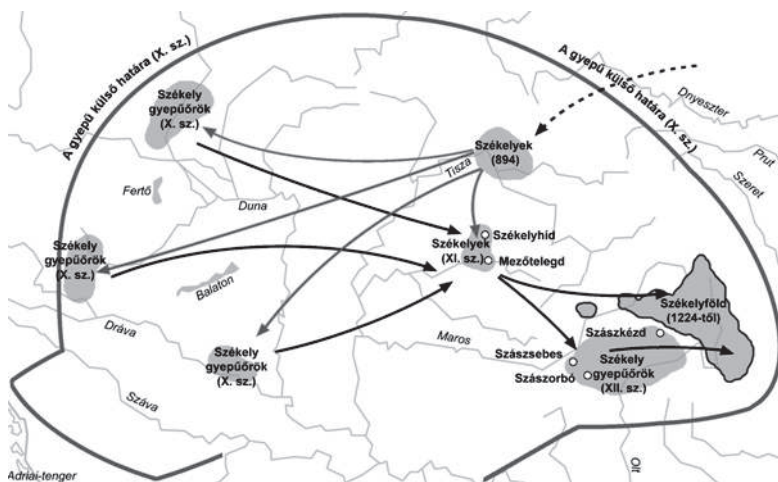 A gyepű külső határa (X. sz.)
A gyepű külső határa (X. sz.)
Dnyeszter
Prut
Szeret
Székely
gyepűőrök
(X. sz.)
Székelyek
(894)
Tisza
Fertő
Duna
Székelyhíd
Székelyek
(XI. sz.)
Mezőtelegd
Székely
gyepűőrök
(X. sz.)
Balaton
Székelyföld
(1224-től)
Dráva
Maros
Szászkézd
Székely
gyepűőrök
(X. sz.)
Szászsebes
Székely
gyepűőrök
(XII. sz.)
Szászorbó
Száva
Olt
Adriai-tenger